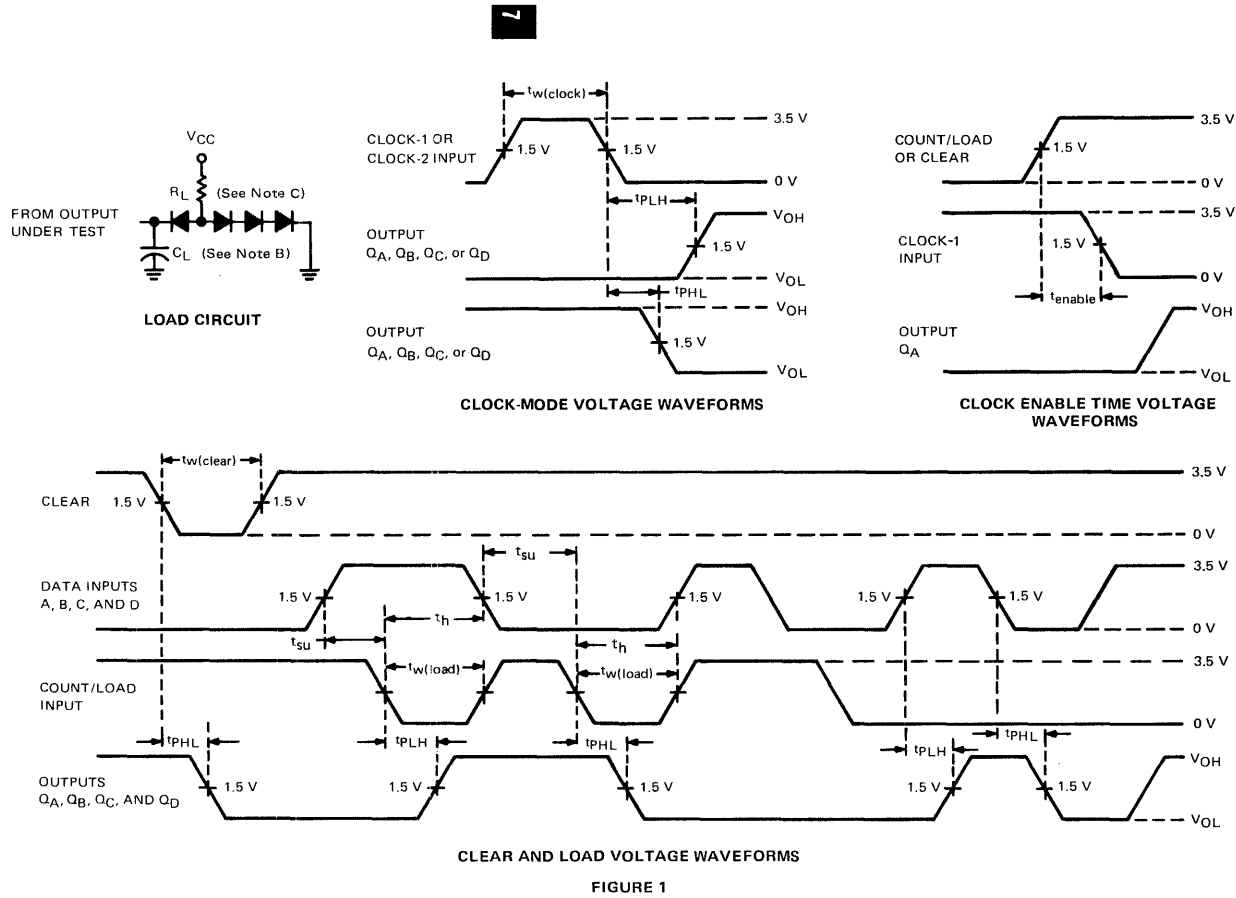 7
VCC
RL (See Note C)
FROM OUTPUT
UNDER TEST
CL (See Note B)
LOAD CIRCUIT
tw(clock)
3.5 V
CLOCK-1 OR
CLOCK-2 INPUT
1.5 V
1.5 V
0 V
tPLH
VOH
OUTPUT
QA, QB, QC, or QD
1.5 V
VOL
tPHL
VOH
OUTPUT
QA, QB, QC, or QD
1.5 V
VOL
CLOCK-MODE VOLTAGE WAVEFORMS
3.5 V
COUNT/LOAD
OR CLEAR
1.5 V
0 V
3.5 V
CLOCK-1
INPUT
1.5 V
0 V
tenable
VOH
OUTPUT
QA
VOL
CLOCK ENABLE TIME VOLTAGE
WAVEFORMS
tw(clear)
3.5 V
CLEAR
1.5 V
1.5 V
0 V
tsu
3.5 V
DATA INPUTS
A, B, C, AND D
1.5 V
1.5 V
1.5 V
1.5 V
1.5 V
0 V
tsu
th
th
tw(load)
tw(load)
3.5 V
COUNT/LOAD
INPUT
0 V
tPHL
tPLH
tPHL
tPLH
tPHL
VOH
OUTPUTS
QA, QB, QC, AND QD
1.5 V
1.5 V
1.5 V
1.5 V
1.5 V
VOL
CLEAR AND LOAD VOLTAGE WAVEFORMS
FIGURE 1